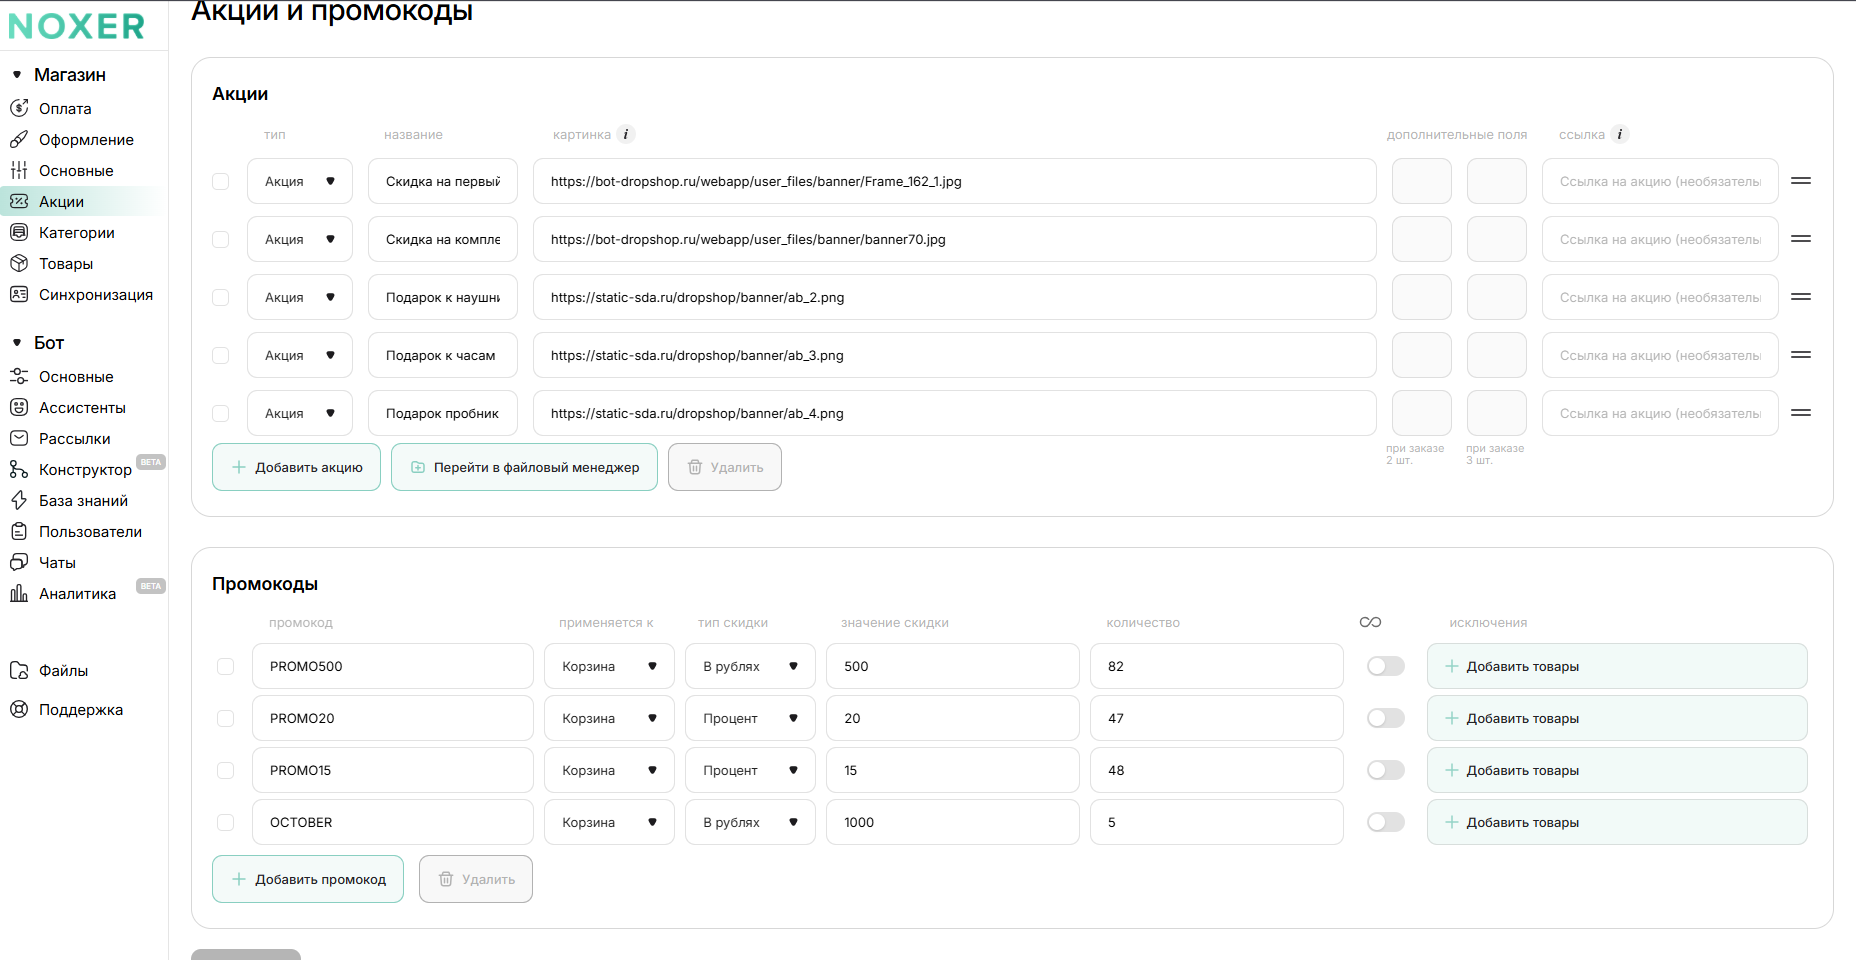 NOXER
Акции и промокоды
Магазин
Оплата
Оформление
Основные
Акции
Категории
Товары
Синхронизация
Бот
Основные
Ассистенты
Рассылки
Конструктор BETA
База знаний
Пользователи
Чаты
Аналитика BETA
Файлы
Поддержка
Акции
тип название картинка i дополнительные поля ссылка i
Акция Скидка на первый https://bot-dropshop.ru/webapp/user_files/banner/Frame_162_1.jpg Ссылка на акцию (необязатель
Акция Скидка на компле https://bot-dropshop.ru/webapp/user_files/banner/banner70.jpg Ссылка на акцию (необязатель
Акция Подарок к наушни https://static-sda.ru/dropshop/banner/ab_2.png Ссылка на акцию (необязатель
Акция Подарок к часам https://static-sda.ru/dropshop/banner/ab_3.png Ссылка на акцию (необязатель
Акция Подарок пробник https://static-sda.ru/dropshop/banner/ab_4.png Ссылка на акцию (необязатель
при заказе 2 шт.
при заказе 3 шт.
Добавить акцию Перейти в файловый менеджер Удалить
Промокоды
промокод применяется к тип скидки значение скидки количество исключения
PROMO500 Корзина В рублях 500 82 Добавить товары
PROMO20 Корзина Процент 20 47 Добавить товары
PROMO15 Корзина Процент 15 48 Добавить товары
OCTOBER Корзина В рублях 1000 5 Добавить товары
Добавить промокод Удалить